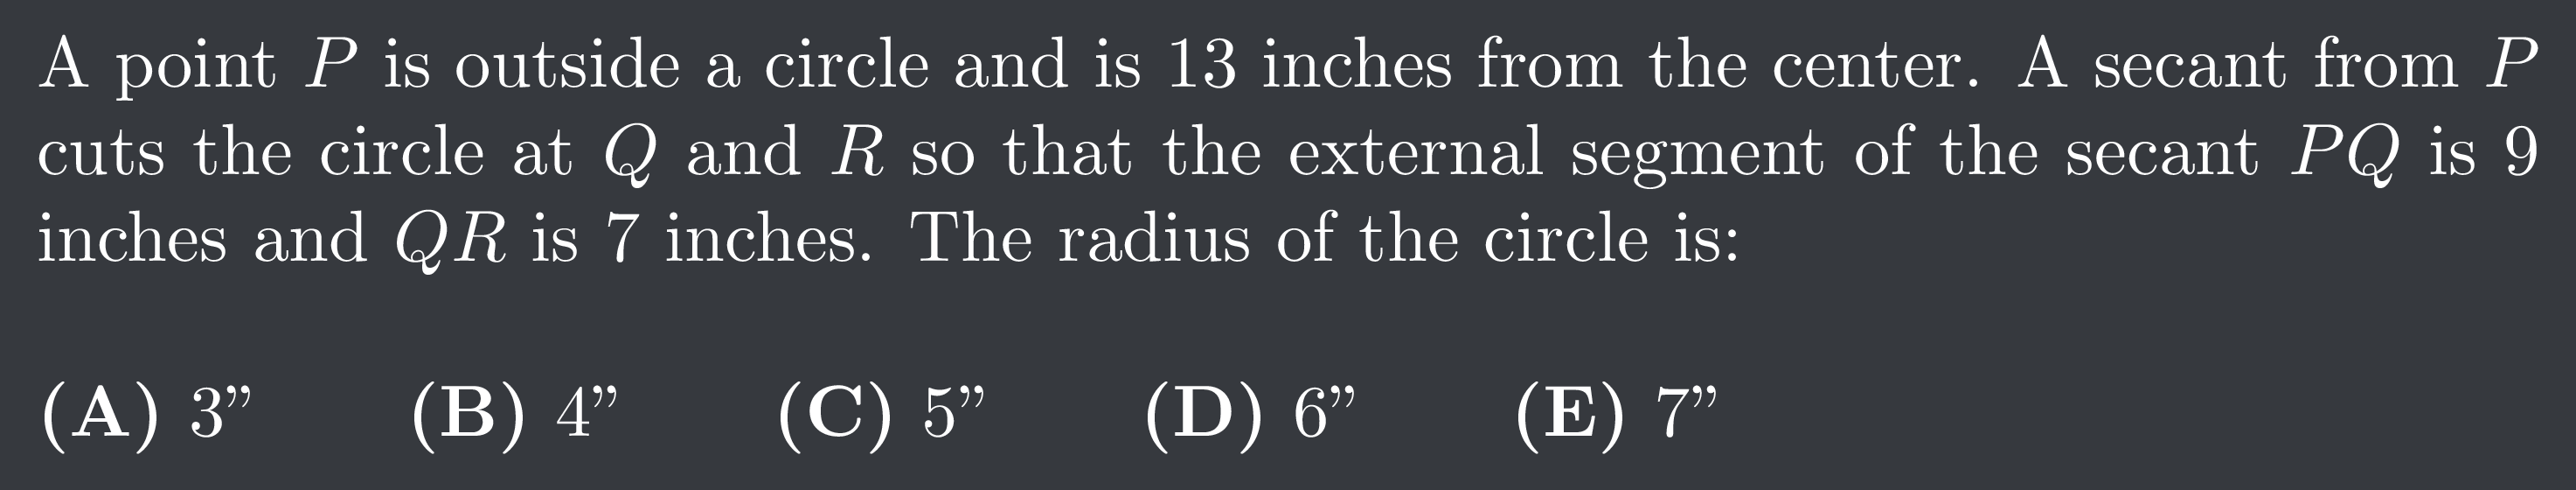 A point P is outside a circle and is 13 inches from the center. A secant from P
cuts the circle at Q and R so that the external segment of the secant PQ is 9
inches and QR is 7 inches. The radius of the circle is:
(A) 3” (B) 4” (C) 5” (D) 6” (E) 7”